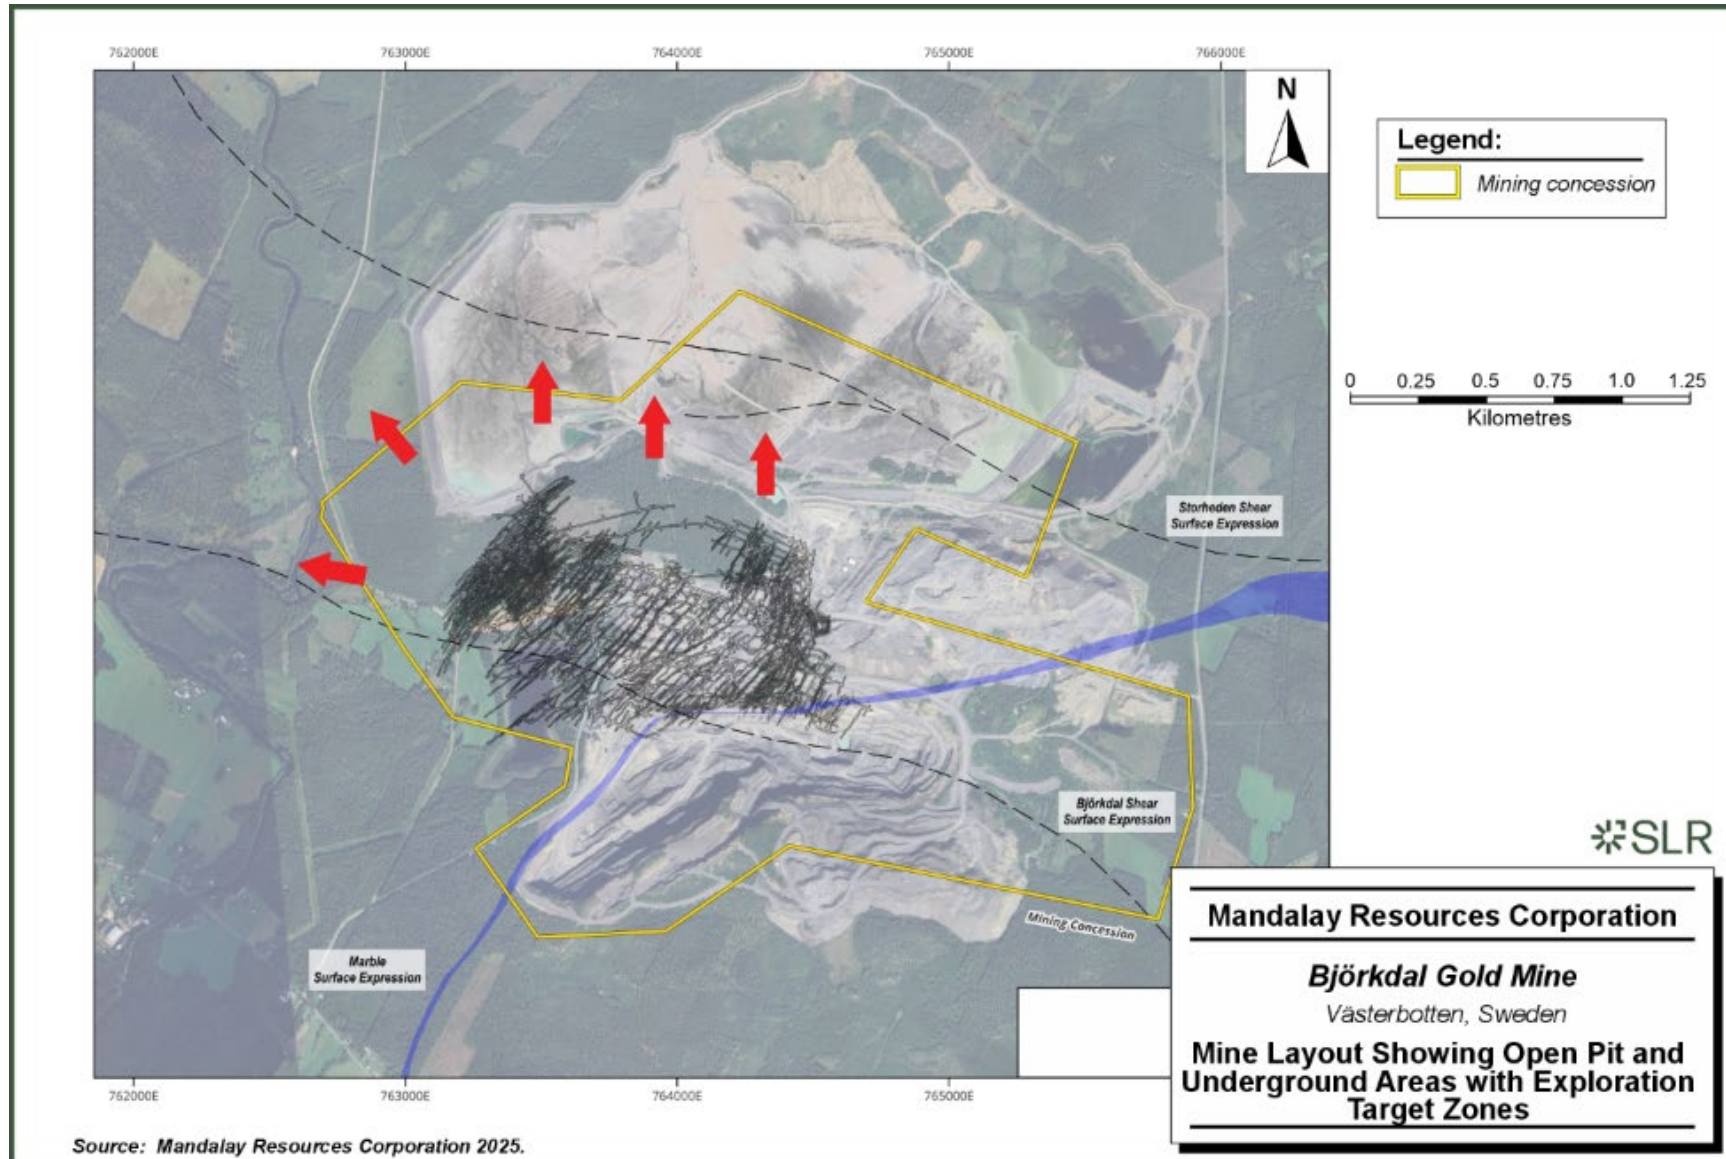 762000E
763000E
764000E
765000E
766000E
N
Legend:
Mining concession
0 0.25 0.5 0.75 1.0 1.25
Kilometres
Storheden Shear
Surface Expression
Björkdal Shear
Surface Expression
Mining Concession
Marble
Surface Expression
SLR
Mandalay Resources Corporation
Björkdal Gold Mine
Västerbotten, Sweden
Mine Layout Showing Open Pit and
Underground Areas with Exploration
Target Zones
762000E
763000E
764000E
765000E
Source: Mandalay Resources Corporation 2025.